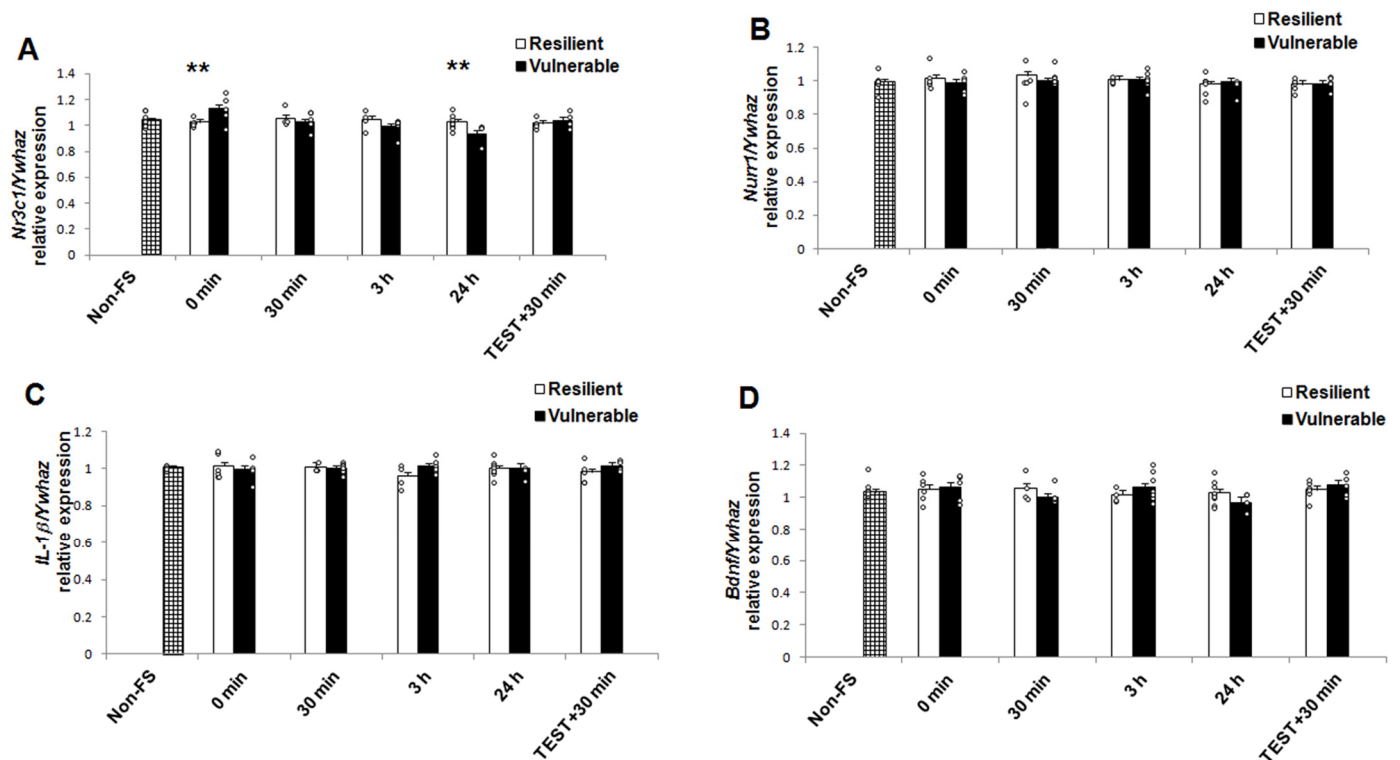 A
Resilient
Vulnerable
**
**
Nr3c1/Ywhaz
relative expression
1.4
1.2
1
0.8
0.6
0.4
0.2
0
Non-FS
0 min
30 min
3 h
24 h
TEST+30 min
B
Resilient
Vulnerable
Nurr1/Ywhaz
relative expression
1.2
1
0.8
0.6
0.4
0.2
0
Non-FS
0 min
30 min
3 h
24 h
TEST+30 min
C
Resilient
Vulnerable
IL-1β/Ywhaz
relative expression
1.2
1
0.8
0.6
0.4
0.2
0
Non-FS
0 min
30 min
3 h
24 h
TEST+30 min
D
Resilient
Vulnerable
Bdnf/Ywhaz
relative expression
1.4
1.2
1
0.8
0.6
0.4
0.2
0
Non-FS
0 min
30 min
3 h
24 h
TEST+30 min